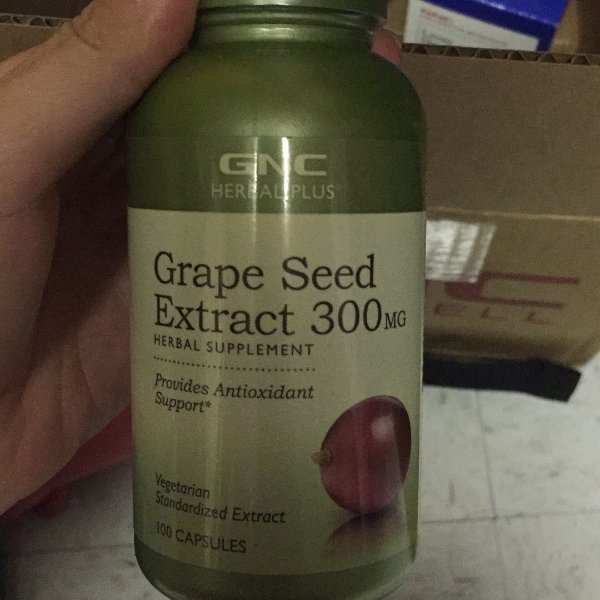 GNC
HERBAL PLUS
Grape Seed
Extract 300MG
HERBAL SUPPLEMENT
Provides Antioxidant
Support*
Vegetarian
Standardized Extract
100 CAPSULES